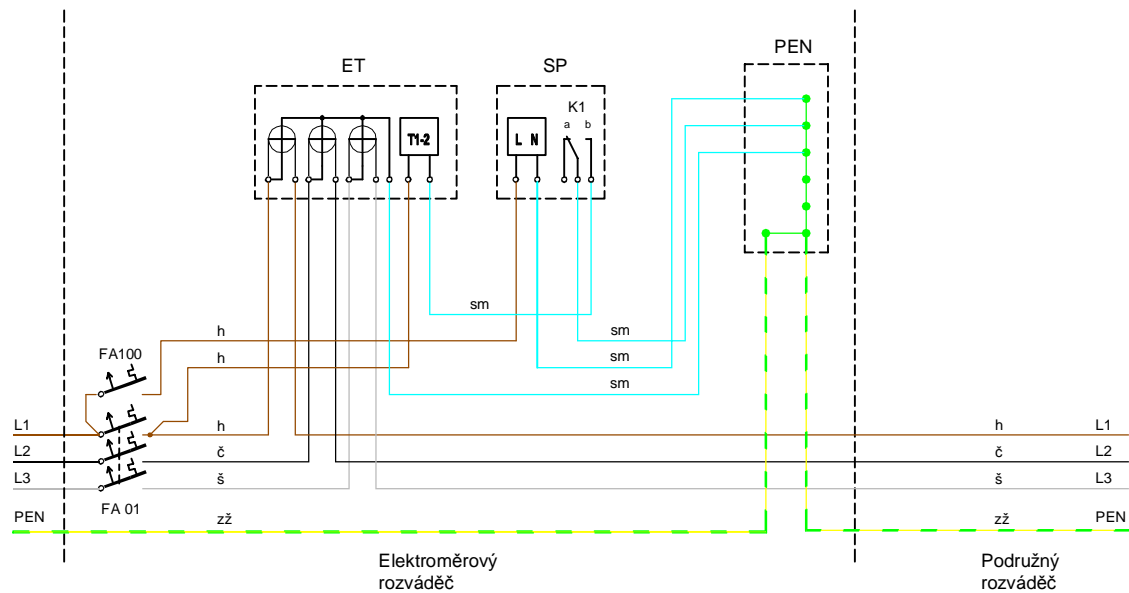 PEN
ET
SP
K1
a
b
T1-2
L N
sm
h
sm
FA100
h
sm
sm
L1
h
h
L1
L2
č
č
L2
L3
š
š
L3
FA 01
PEN
zž
zž
PEN
Elektroměrový
rozváděč
Podružný
rozváděč